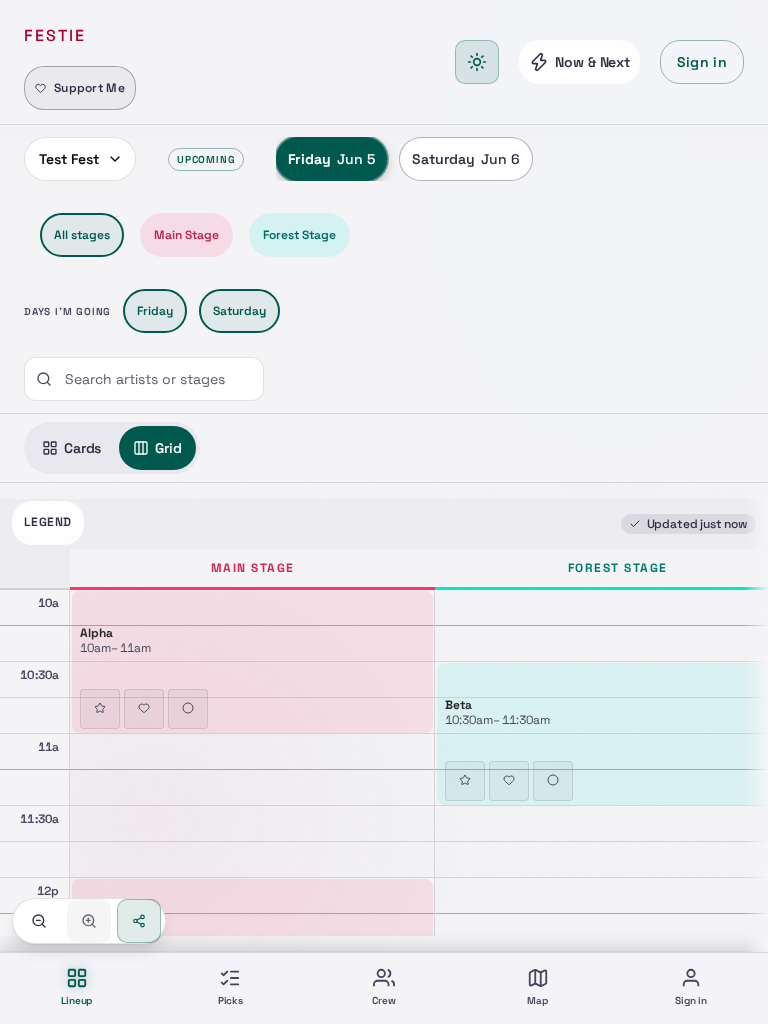 FESTIE
Support Me
Now & Next
Sign in
Test Fest
UPCOMING
Friday Jun 5
Saturday Jun 6
All stages
Main Stage
Forest Stage
DAYS I'M GOING
Friday
Saturday
Search artists or stages
Cards
Grid
LEGEND
Updated just now
MAIN STAGE
FOREST STAGE
10a
Alpha
10am– 11am
10:30a
Beta
10:30am– 11:30am
11a
11:30a
12p
Lineup
Picks
Crew
Map
Sign in